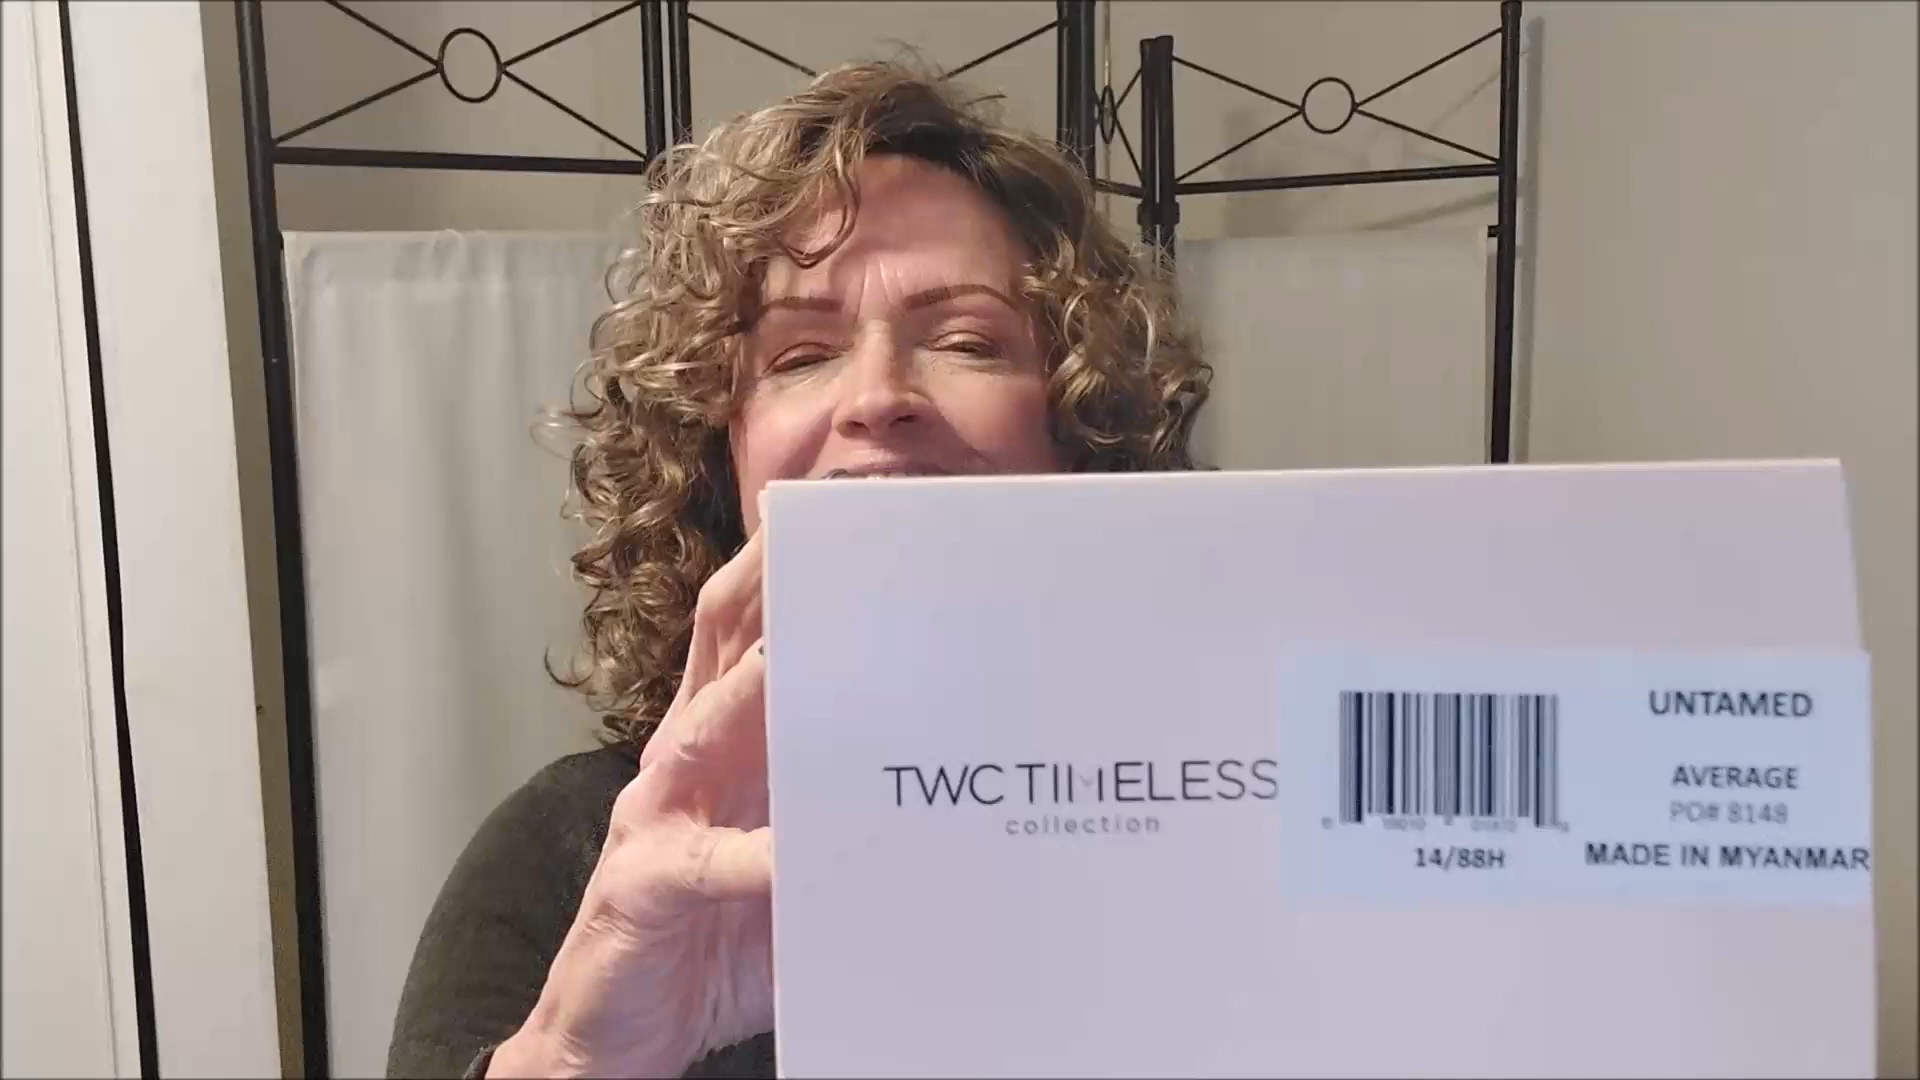 TWC TIMELESS
collection
UNTAMED
AVERAGE
PO# 8148
14/88H
MADE IN MYANMAR